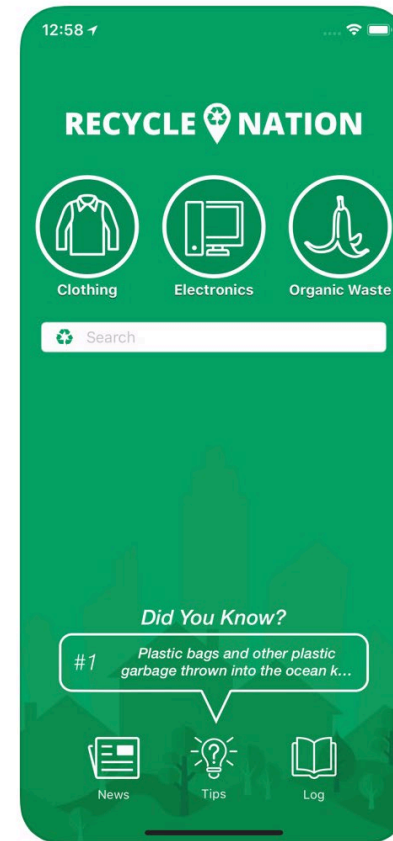 12:58
RECYCLE NATION
Clothing Electronics Organic Waste
Search
Did You Know?
#1 Plastic bags and other plastic
garbage thrown into the ocean k...
News Tips Log